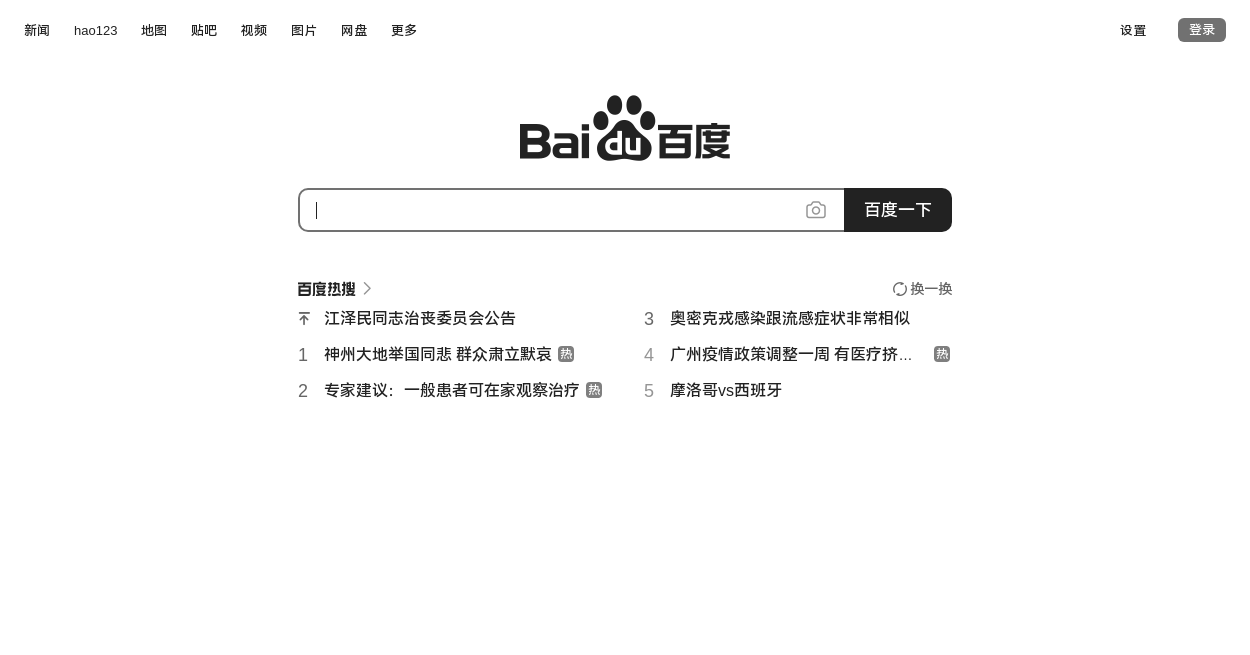 新闻 hao123 地图 贴吧 视频 图片 网盘 更多 设置 登录
Bai du 百度
百度一下
百度热搜 换一换
江泽民同志治丧委员会公告
1 神州大地举国同悲 群众肃立默哀 热
2 专家建议：一般患者可在家观察治疗 热
3 奥密克戎感染跟流感症状非常相似
4 广州疫情政策调整一周 有医疗挤... 热
5 摩洛哥vs西班牙